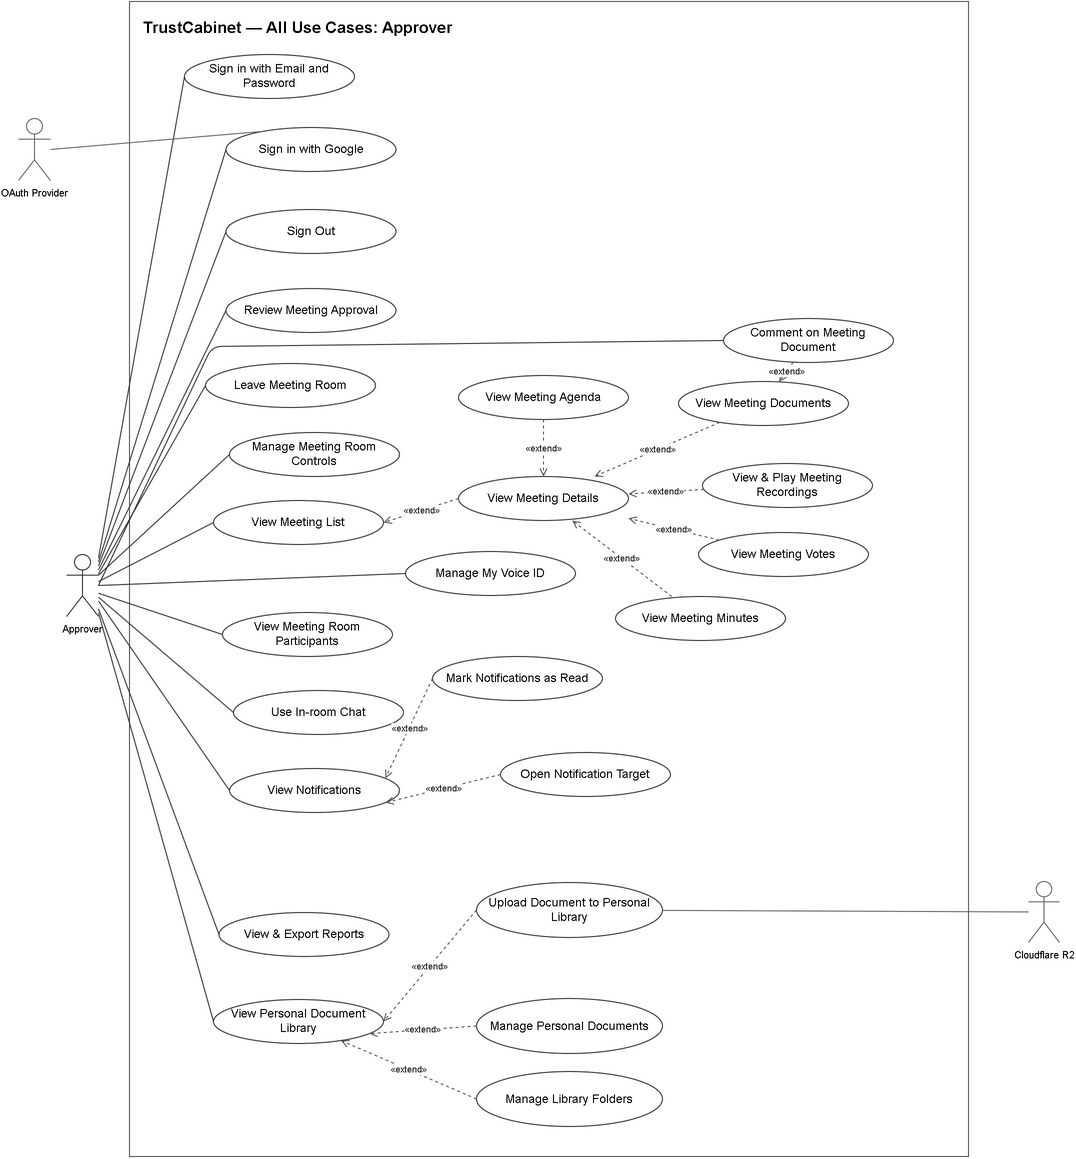 TrustCabinet — All Use Cases: Approver
Sign in with Email and
Password
OAuth Provider
Sign in with Google
Sign Out
Review Meeting Approval
Comment on Meeting
Document
«extend»
Leave Meeting Room
View Meeting Agenda
View Meeting Documents
Manage Meeting Room
Controls
«extend»
«extend»
View & Play Meeting
Recordings
«extend»
View Meeting Details
View Meeting List
«extend»
«extend»
View Meeting Votes
«extend»
Manage My Voice ID
View Meeting Minutes
Approver
View Meeting Room
Participants
Mark Notifications as Read
Use In-room Chat
«extend»
Open Notification Target
View Notifications
«extend»
Upload Document to Personal
Library
View & Export Reports
Cloudflare R2
«extend»
View Personal Document
Library
«extend»
Manage Personal Documents
«extend»
Manage Library Folders